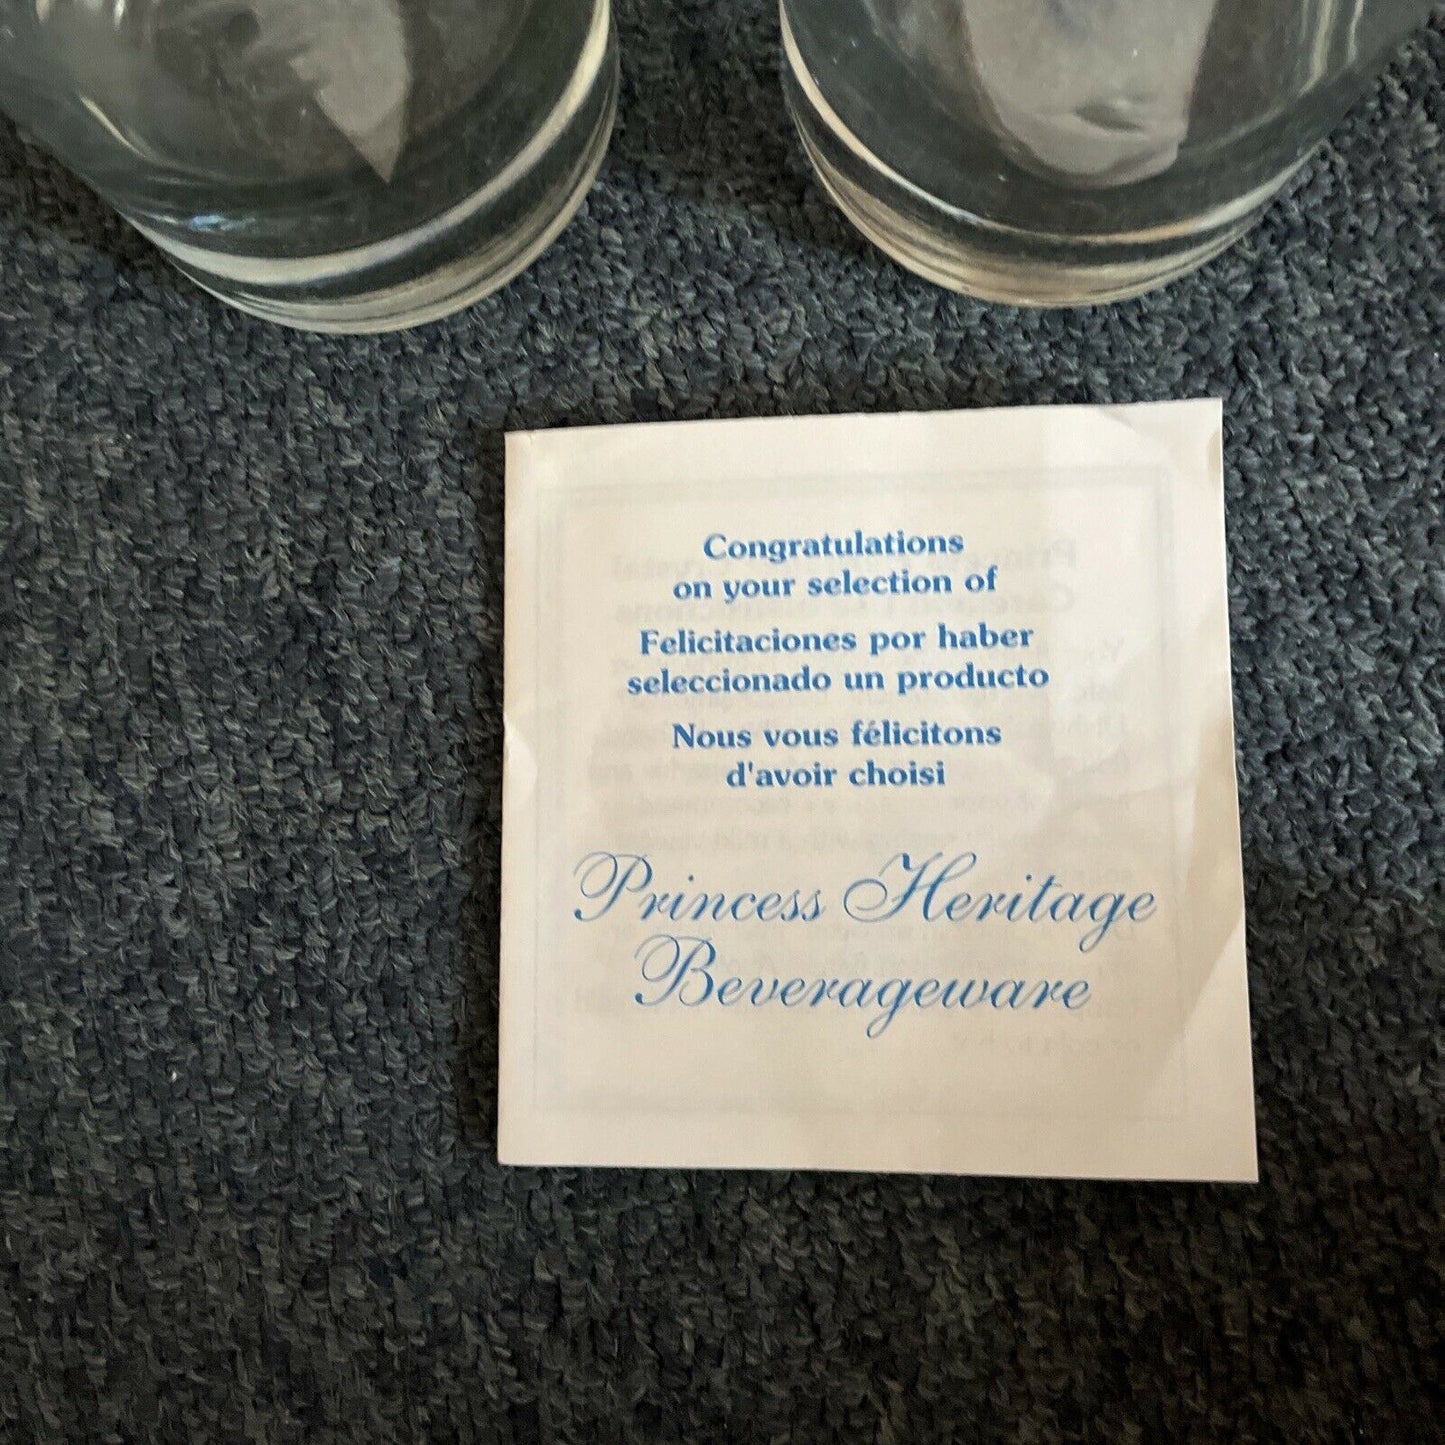 Congratulations
on your selection of
Felicitaciones por haber
seleccionado un producto
Nous vous félicitons
d'avoir choisi
Princess Heritage
Beverageware